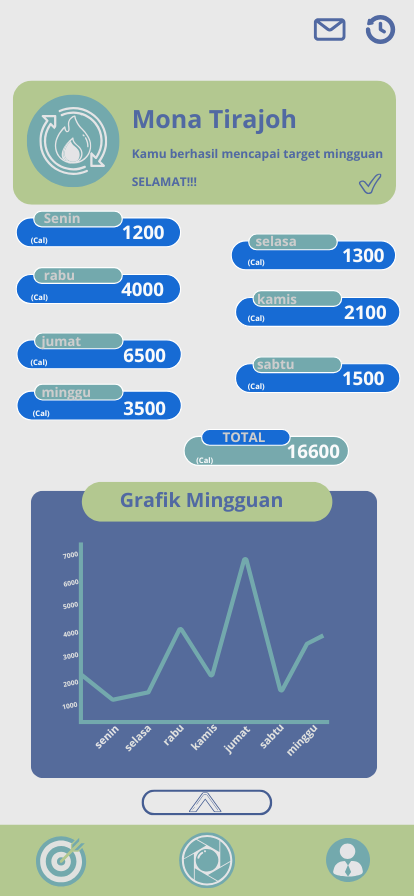 Mona Tirajoh
Kamu berhasil mencapai target mingguan
SELAMAT!!!
Senin
(Cal) 1200
selasa
(Cal) 1300
rabu
(Cal) 4000
kamis
(Cal) 2100
jumat
(Cal) 6500
sabtu
(Cal) 1500
minggu
(Cal) 3500
TOTAL
(Cal) 16600
Grafik Mingguan
7000
6000
5000
4000
3000
2000
1000
senin selasa rabu kamis jumat sabtu minggu